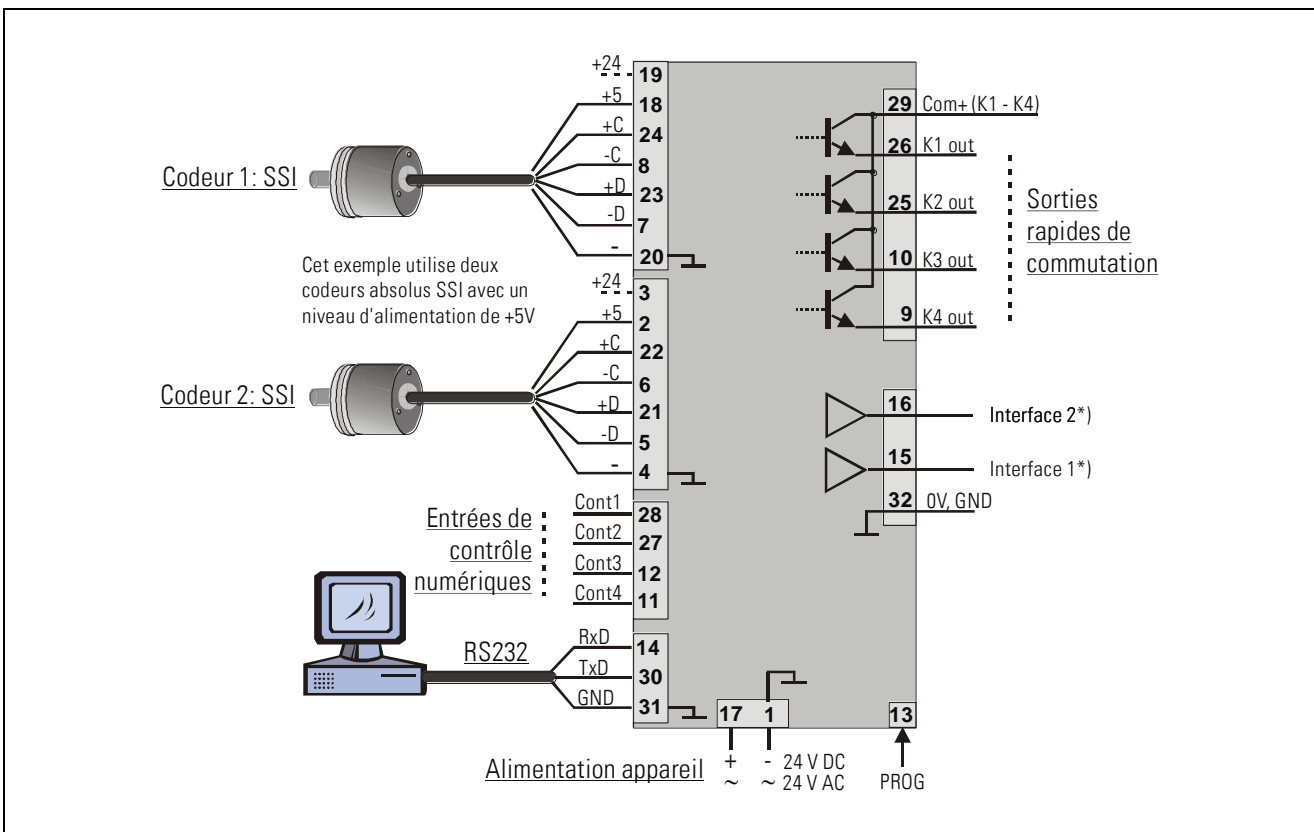 +24 19
+5 18
+C 24
-C 8
+D 23
-D 7
- 20
Codeur 1: SSI
Cet exemple utilise deux
codeurs absolus SSI avec un
niveau d'alimentation de +5V
+24 3
+5 2
+C 22
-C 6
+D 21
-D 5
- 4
Codeur 2: SSI
Entrées de
contrôle
numériques
Cont1 28
Cont2 27
Cont3 12
Cont4 11
RS232
RxD 14
TxD 30
GND 31
29 Com+ (K1 - K4)
26 K1 out
25 K2 out
10 K3 out
9 K4 out
Sorties
rapides de
commutation
16 Interface 2*)
15 Interface 1*)
32 0V, GND
17 1
13
Alimentation appareil
+ - 24 V DC
~ ~ 24 V AC
PROG